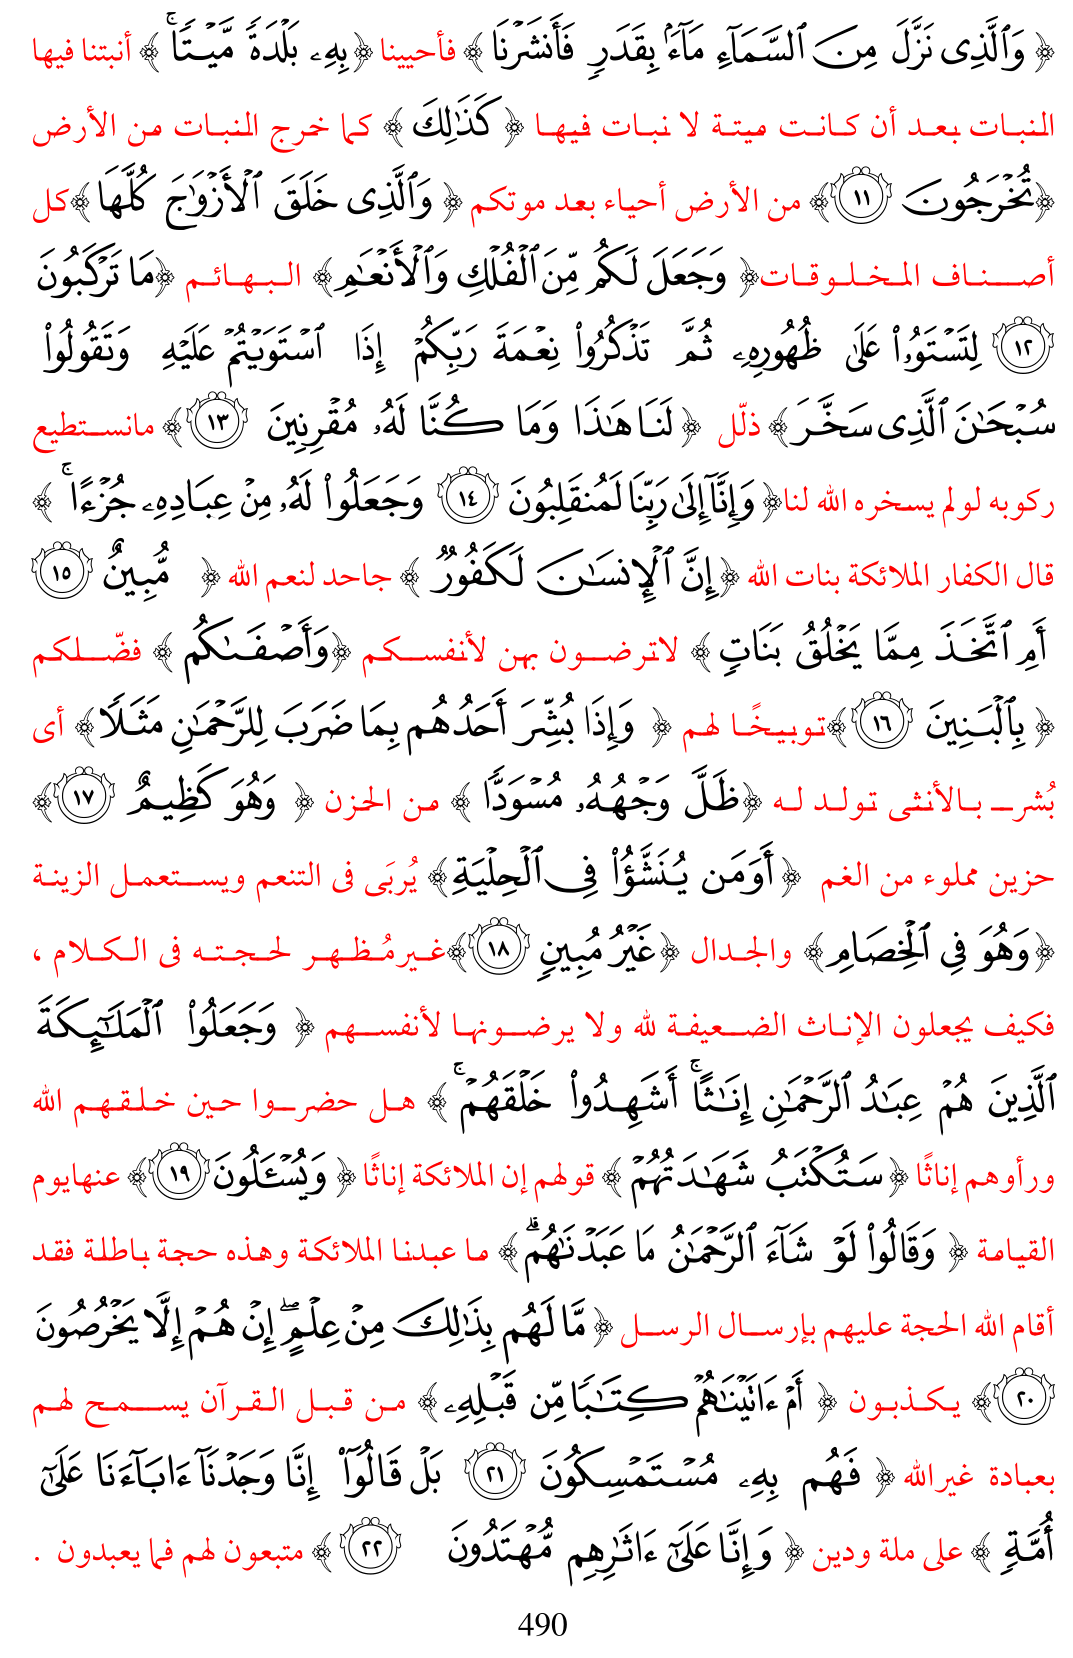 ﴿ وَٱلَّذِى نَزَّلَ مِنَ ٱلسَّمَآءِ مَآءَۢ بِقَدَرٍ فَأَنشَرْنَا ﴾ فأحيينا ﴿ بِهِۦ بَلْدَةً مَّيْتًا ۚ ﴾ أنبتنا فيها
النبات بعد أن كانت ميتة لا نبات فيها ﴿ كَذَٰلِكَ ﴾ كما خرج النبات من الأرض
﴿ تُخْرَجُونَ ١١ ﴾ من الأرض أحياء بعد موتكم ﴿ وَٱلَّذِى خَلَقَ ٱلْأَزْوَٰجَ كُلَّهَا ﴾ كل
أصناف المخلوقات ﴿ وَجَعَلَ لَكُم مِّنَ ٱلْفُلْكِ وَٱلْأَنْعَٰمِ ﴾ البهائم ﴿ مَا تَرْكَبُونَ
١٢ لِتَسْتَوُۥا۟ عَلَىٰ ظُهُورِهِۦ ثُمَّ تَذْكُرُوا۟ نِعْمَةَ رَبِّكُمْ إِذَا ٱسْتَوَيْتُمْ عَلَيْهِ وَتَقُولُوا۟
سُبْحَٰنَ ٱلَّذِى سَخَّرَ ﴾ ذلّل ﴿ لَنَا هَٰذَا وَمَا كُنَّا لَهُۥ مُقْرِنِينَ ١٣ ﴾ مانستطيع
ركوبه لولم يسخره الله لنا ﴿ وَإِنَّآ إِلَىٰ رَبِّنَا لَمُنقَلِبُونَ ١٤ وَجَعَلُوا۟ لَهُۥ مِنْ عِبَادِهِۦ جُزْءًا ۚ ﴾
قال الكفار الملائكة بنات الله ﴿ إِنَّ ٱلْإِنسَٰنَ لَكَفُورٌ ﴾ جاحد لنعم الله ﴿ مُّبِينٌ ١٥
أَمِ ٱتَّخَذَ مِمَّا يَخْلُقُ بَنَاتٍ ﴾ لاترضون بهن لأنفسكم ﴿ وَأَصْفَىٰكُم ﴾ فضّلكم
﴿ بِٱلْبَنِينَ ١٦ ﴾ توبيخًا لهم ﴿ وَإِذَا بُشِّرَ أَحَدُهُم بِمَا ضَرَبَ لِلرَّحْمَٰنِ مَثَلًا ﴾ أى
بُشر بالأنثى تولد له ﴿ ظَلَّ وَجْهُهُۥ مُسْوَدًّا ﴾ من الحزن ﴿ وَهُوَ كَظِيمٌ ١٧ ﴾
حزين مملوء من الغم ﴿ أَوَمَن يُنَشَّؤُا۟ فِى ٱلْحِلْيَةِ ﴾ يُربَى فى التنعم ويستعمل الزينة
﴿ وَهُوَ فِى ٱلْخِصَامِ ﴾ والجدال ﴿ غَيْرُ مُبِينٍ ١٨ ﴾ غيرمُظهر لحجته فى الكلام ،
فكيف يجعلون الإناث الضعيفة لله ولا يرضونها لأنفسهم ﴿ وَجَعَلُوا۟ ٱلْمَلَٰٓئِكَةَ
ٱلَّذِينَ هُمْ عِبَٰدُ ٱلرَّحْمَٰنِ إِنَٰثًا ۚ أَشَهِدُوا۟ خَلْقَهُمْ ۚ ﴾ هل حضروا حين خلقهم الله
ورأوهم إناثًا ﴿ سَتُكْتَبُ شَهَٰدَتُهُمْ ﴾ قولهم إن الملائكة إناثًا ﴿ وَيُسْـَٔلُونَ ١٩ ﴾ عنهايوم
القيامة ﴿ وَقَالُوا۟ لَوْ شَآءَ ٱلرَّحْمَٰنُ مَا عَبَدْنَٰهُم ۗ ﴾ ما عبدنا الملائكة وهذه حجة باطلة فقد
أقام الله الحجة عليهم بإرسال الرسل ﴿ مَّا لَهُم بِذَٰلِكَ مِنْ عِلْمٍ ۖ إِنْ هُمْ إِلَّا يَخْرُصُونَ
٢٠ ﴾ يكذبون ﴿ أَمْ ءَاتَيْنَٰهُمْ كِتَٰبًا مِّن قَبْلِهِۦ ﴾ من قبل القرآن يسمح لهم
بعبادة غيرالله ﴿ فَهُم بِهِۦ مُسْتَمْسِكُونَ ٢١ بَلْ قَالُوٓا۟ إِنَّا وَجَدْنَآ ءَابَآءَنَا عَلَىٰٓ
أُمَّةٍ ﴾ على ملة ودين ﴿ وَإِنَّا عَلَىٰٓ ءَاثَٰرِهِم مُّهْتَدُونَ ٢٢ ﴾ متبعون لهم فيما يعبدون .
490